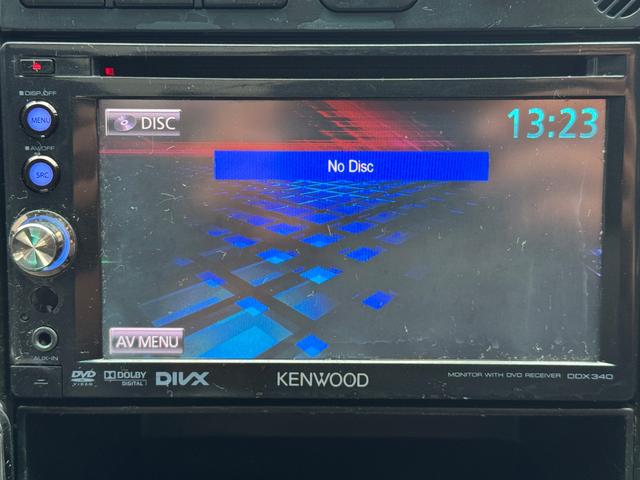 DISP.OFF
MENU
AV/OFF
SRC
DISC
13:23
No Disc
AV MENU
AUX-IN
DVD
VIDEO
DOLBY
DIGITAL
DIVX
KENWOOD
MONITOR WITH DVD RECEIVER DDX340